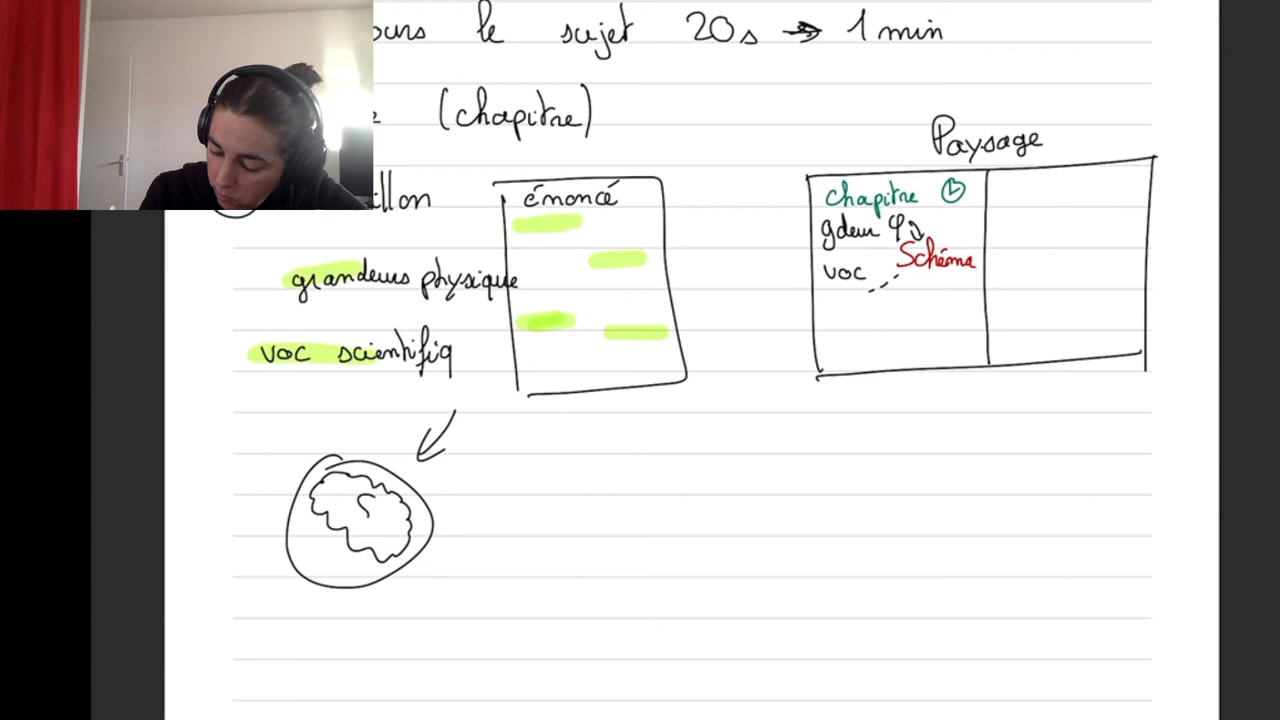 le sujet 20s → 1 min
(chapitre)
Paysage
énoncé
chapitre
gdeur φ
Schéma
voc
grandeurs physique
voc scientifiq